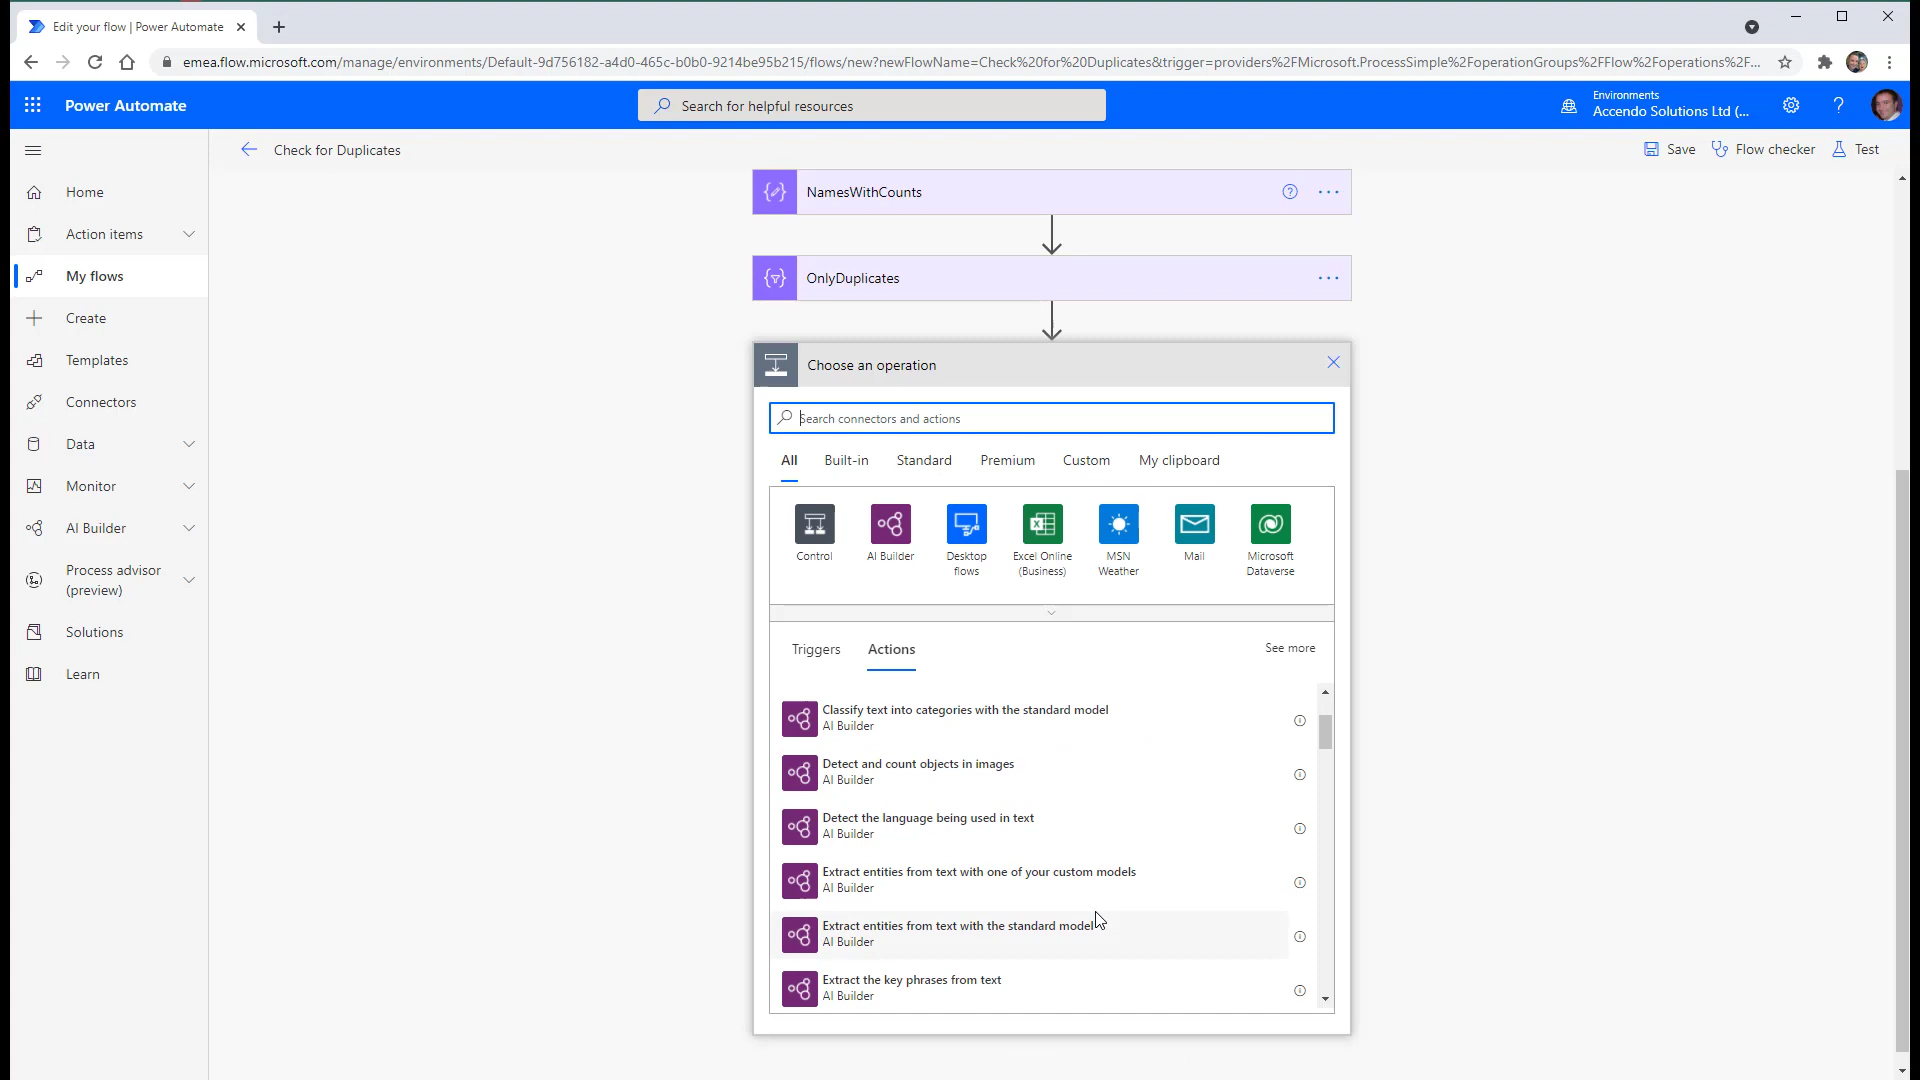 Edit your flow | Power Automate
emea.flow.microsoft.com/manage/environments/Default-9d756182-a4d0-465c-b0b0-9214be95b215/flows/new?newFlowName=Check%20for%20Duplicates&trigger=providers%2FMicrosoft.ProcessSimple%2FoperationGroups%2FFlow%2Foperations%2F...
Power Automate
Search for helpful resources
Environments
Accendo Solutions Ltd (...
Check for Duplicates
Save
Flow checker
Test
Home
Action items
My flows
Create
Templates
Connectors
Data
Monitor
AI Builder
Process advisor
(preview)
Solutions
Learn
NamesWithCounts
OnlyDuplicates
Choose an operation
Search connectors and actions
All
Built-in
Standard
Premium
Custom
My clipboard
Control
AI Builder
Desktop
flows
Excel Online
(Business)
MSN
Weather
Mail
Microsoft
Dataverse
Triggers
Actions
See more
Classify text into categories with the standard model
AI Builder
Detect and count objects in images
AI Builder
Detect the language being used in text
AI Builder
Extract entities from text with one of your custom models
AI Builder
Extract entities from text with the standard model
AI Builder
Extract the key phrases from text
AI Builder